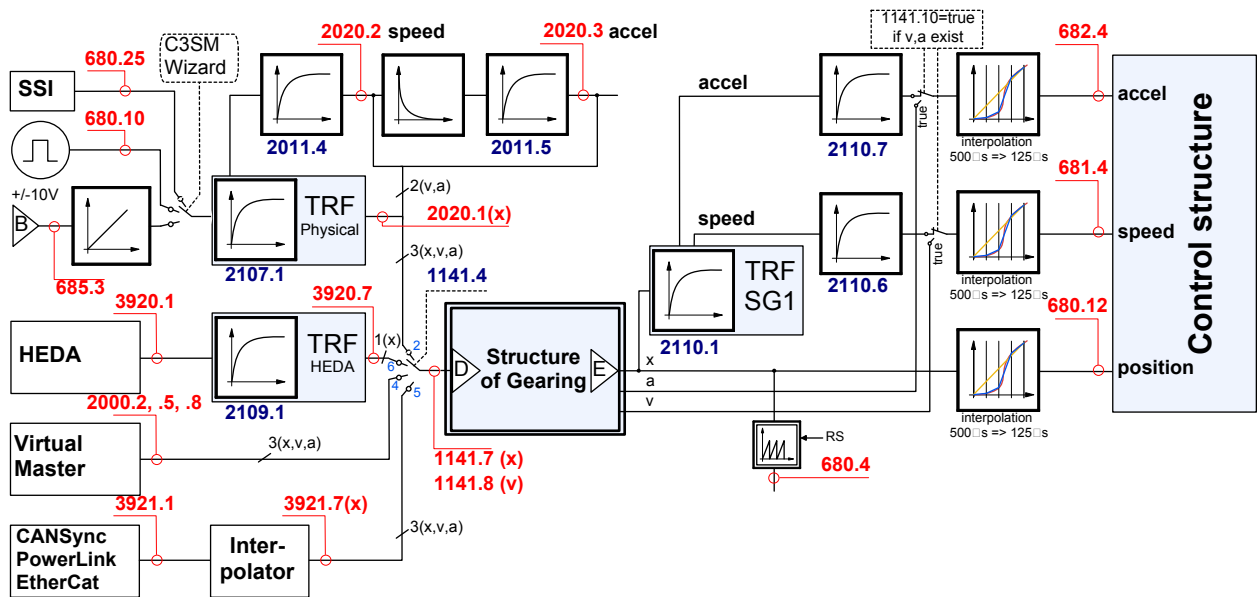 C3SM
Wizard
680.25
SSI
680.10
+/-10V
B
685.3
2020.2 speed
2020.3 accel
2011.4
2011.5
TRF
Physical
2107.1
2(v,a)
2020.1(x)
3(x,v,a)
1141.4
3920.1
3920.7
HEDA
TRF
HEDA
2109.1
1(x)
2
6
4
5
2000.2, .5, .8
Virtual
Master
3(x,v,a)
3921.1
3921.7(x)
CANSync
PowerLink
EtherCat
Inter-
polator
3(x,v,a)
D
Structure
of Gearing
E
1141.7 (x)
1141.8 (v)
x
a
v
RS
680.4
accel
speed
TRF
SG1
2110.1
2110.7
2110.6
1141.10=true
if v,a exist
true
true
interpolation
500□s => 125□s
interpolation
500□s => 125□s
interpolation
500□s => 125□s
682.4
accel
681.4
speed
680.12
position
Control structure